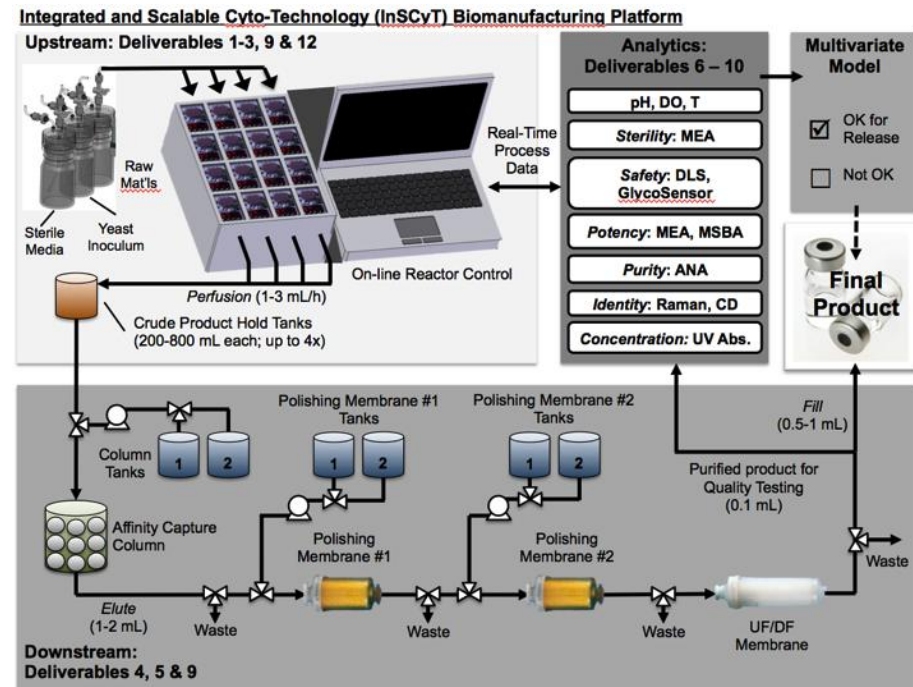 Integrated and Scalable Cyto-Technology (InSCyT) Biomanufacturing Platform
Upstream: Deliverables 1-3, 9 & 12
Raw
Mat'ls
Sterile
Media
Yeast
Inoculum
On-line Reactor Control
Perfusion (1-3 mL/h)
Crude Product Hold Tanks
(200-800 mL each; up to 4x)
Real-Time
Process
Data
Analytics:
Deliverables 6 – 10
pH, DO, T
Sterility: MEA
Safety: DLS,
GlycoSensor
Potency: MEA, MSBA
Purity: ANA
Identity: Raman, CD
Concentration: UV Abs.
Multivariate
Model
OK for
Release
Not OK
Final
Product
Column
Tanks
1
2
Polishing Membrane #1
Tanks
1
2
Polishing Membrane #2
Tanks
1
2
Fill
(0.5-1 mL)
Purified product for
Quality Testing
(0.1 mL)
Affinity Capture
Column
Polishing
Membrane #1
Polishing
Membrane #2
Waste
Elute
(1-2 mL)
Waste
Waste
Waste
UF/DF
Membrane
Downstream:
Deliverables 4, 5 & 9